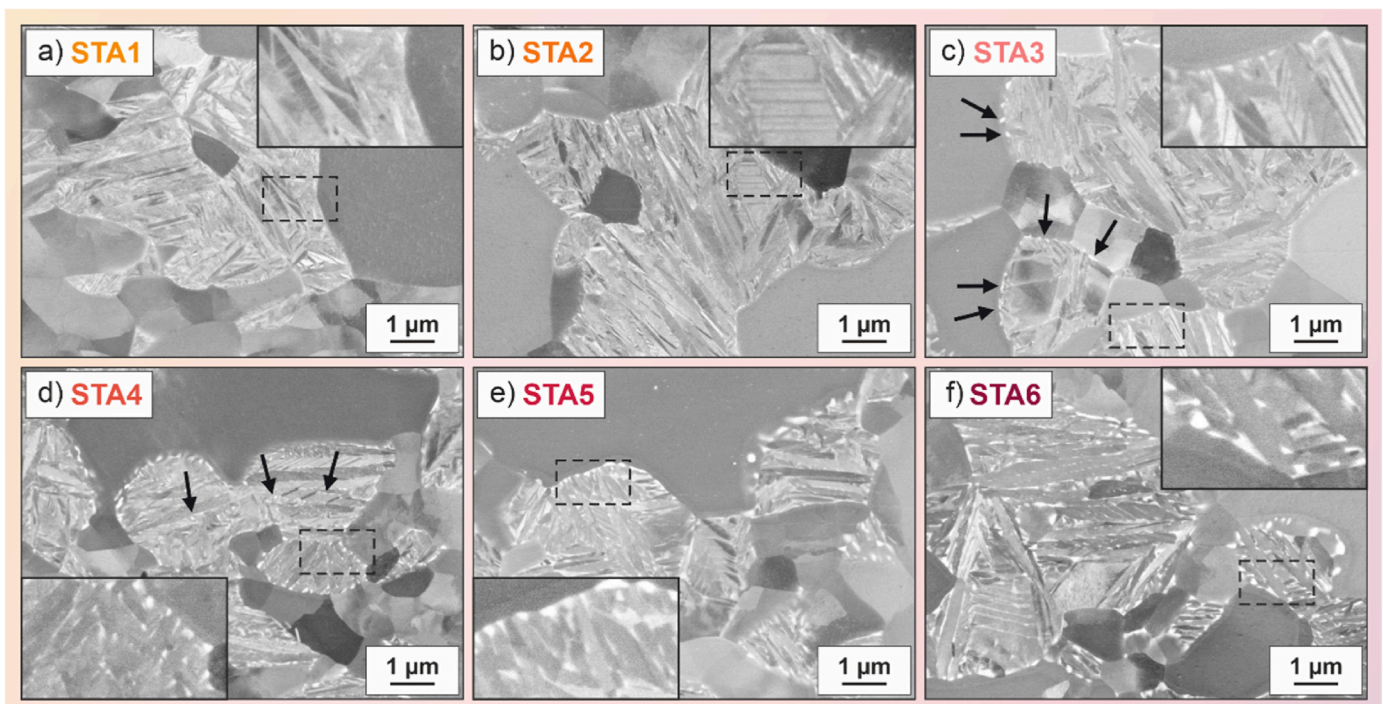 a) STA1
b) STA2
c) STA3
1 µm
1 µm
1 µm
d) STA4
e) STA5
f) STA6
1 µm
1 µm
1 µm